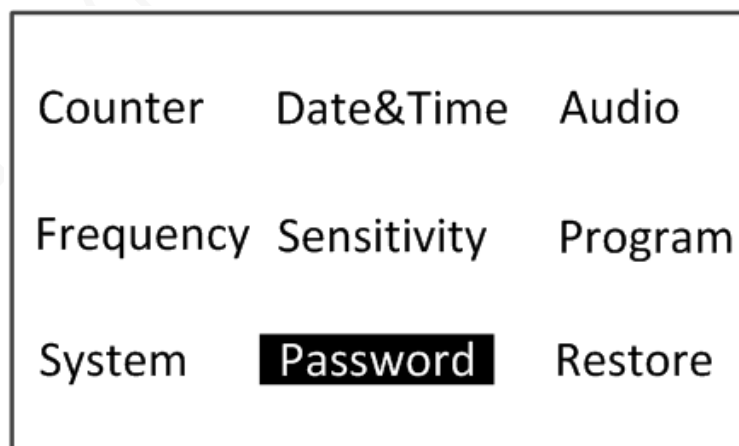 Counter Date&Time Audio
Frequency Sensitivity Program
System Password Restore